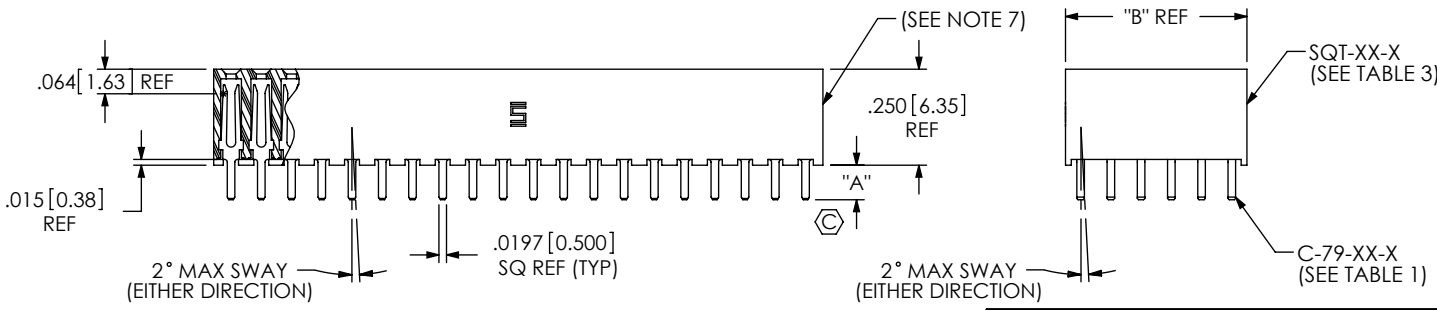 (SEE NOTE 7)
"B" REF
SQT-XX-X
(SEE TABLE 3)
.064[1.63] REF
.250[6.35]
REF
.015[0.38]
REF
"A"
C
.0197[0.500]
SQ REF (TYP)
2° MAX SWAY
(EITHER DIRECTION)
2° MAX SWAY
(EITHER DIRECTION)
C-79-XX-X
(SEE TABLE 1)